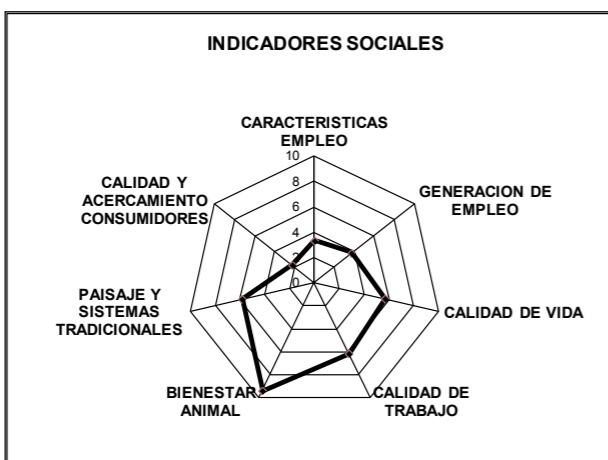 INDICADORES SOCIALES
CARACTERISTICAS
EMPLEO
GENERACION DE
EMPLEO
CALIDAD DE VIDA
CALIDAD DE
TRABAJO
BIENESTAR
ANIMAL
PAISAJE Y
SISTEMAS
TRADICIONALES
CALIDAD Y
ACERCAMIENTO
CONSUMIDORES
10
8
6
4
2
0